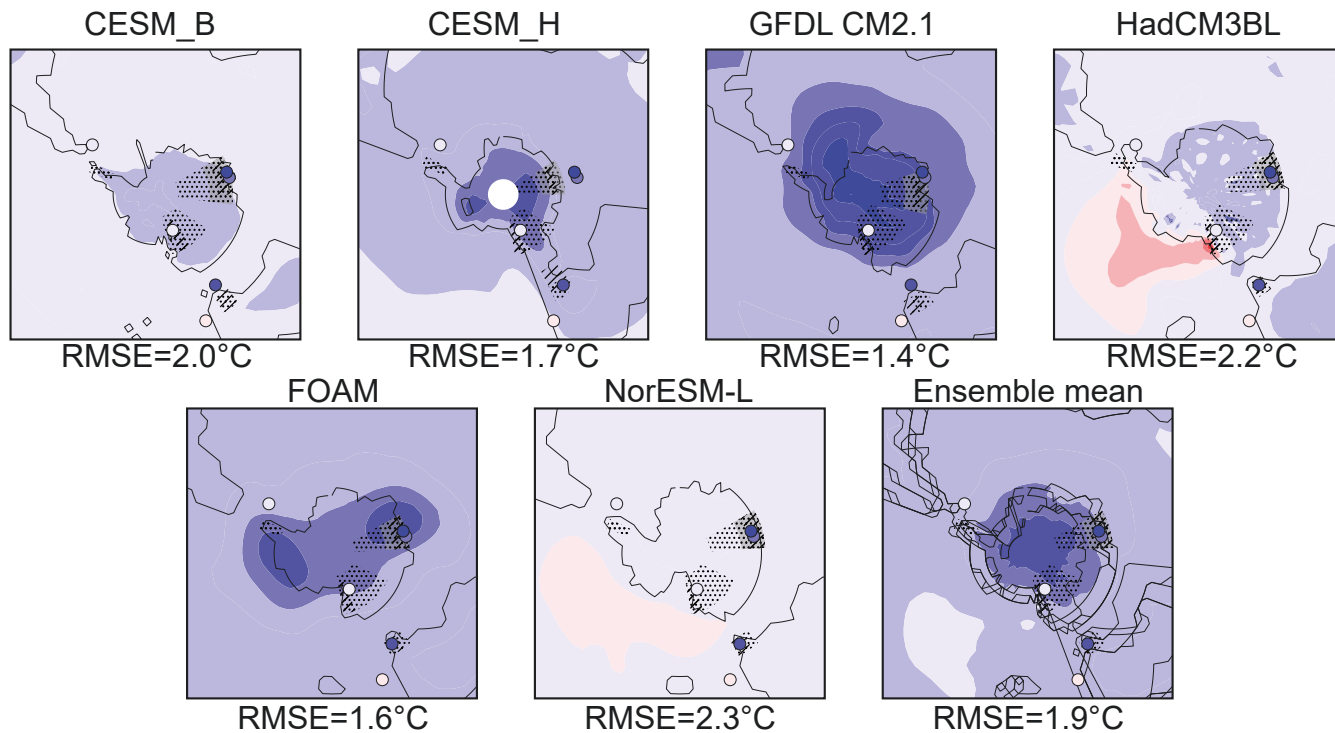 CESM_B CESM_H GFDL CM2.1 HadCM3BL
RMSE=2.0°C RMSE=1.7°C RMSE=1.4°C RMSE=2.2°C
FOAM NorESM-L Ensemble mean
RMSE=1.6°C RMSE=2.3°C RMSE=1.9°C